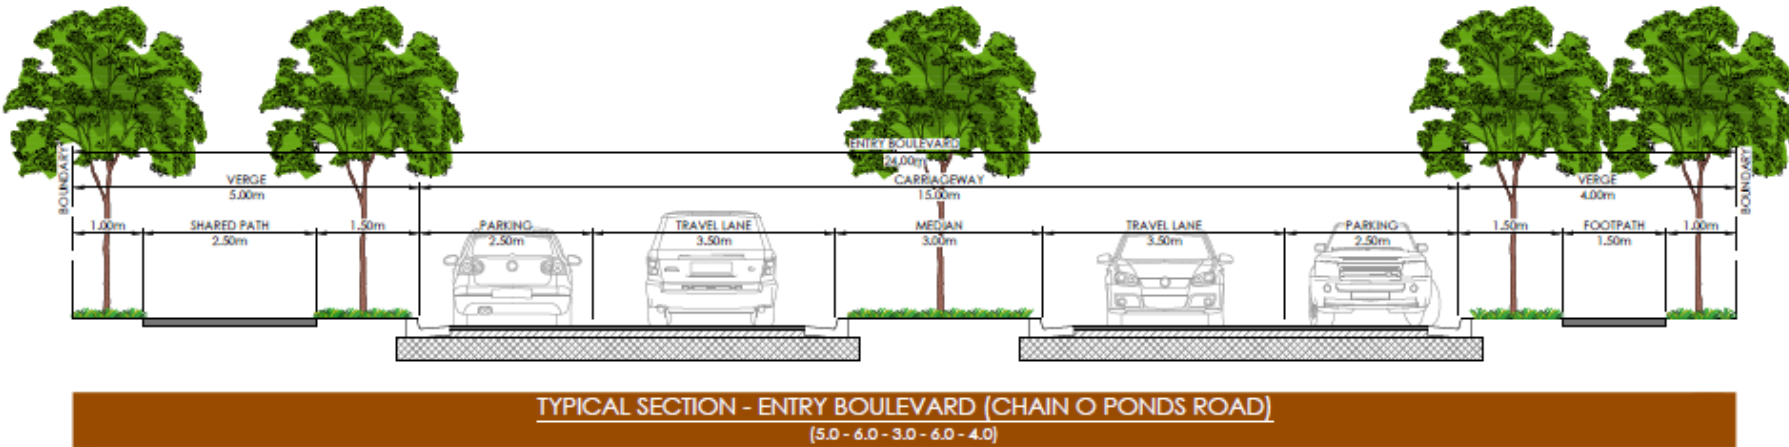 ENTRY BOULEVARD
24.00m
BOUNDARY
VERGE
5.00m
CARRIAGEWAY
15.00m
VERGE
4.00m
BOUNDARY
1.00m
SHARED PATH
2.50m
1.50m
PARKING
2.50m
TRAVEL LANE
3.50m
MEDIAN
3.00m
TRAVEL LANE
3.50m
PARKING
2.50m
1.50m
FOOTPATH
1.50m
1.00m
TYPICAL SECTION - ENTRY BOULEVARD (CHAIN O PONDS ROAD)
(5.0 - 6.0 - 3.0 - 6.0 - 4.0)